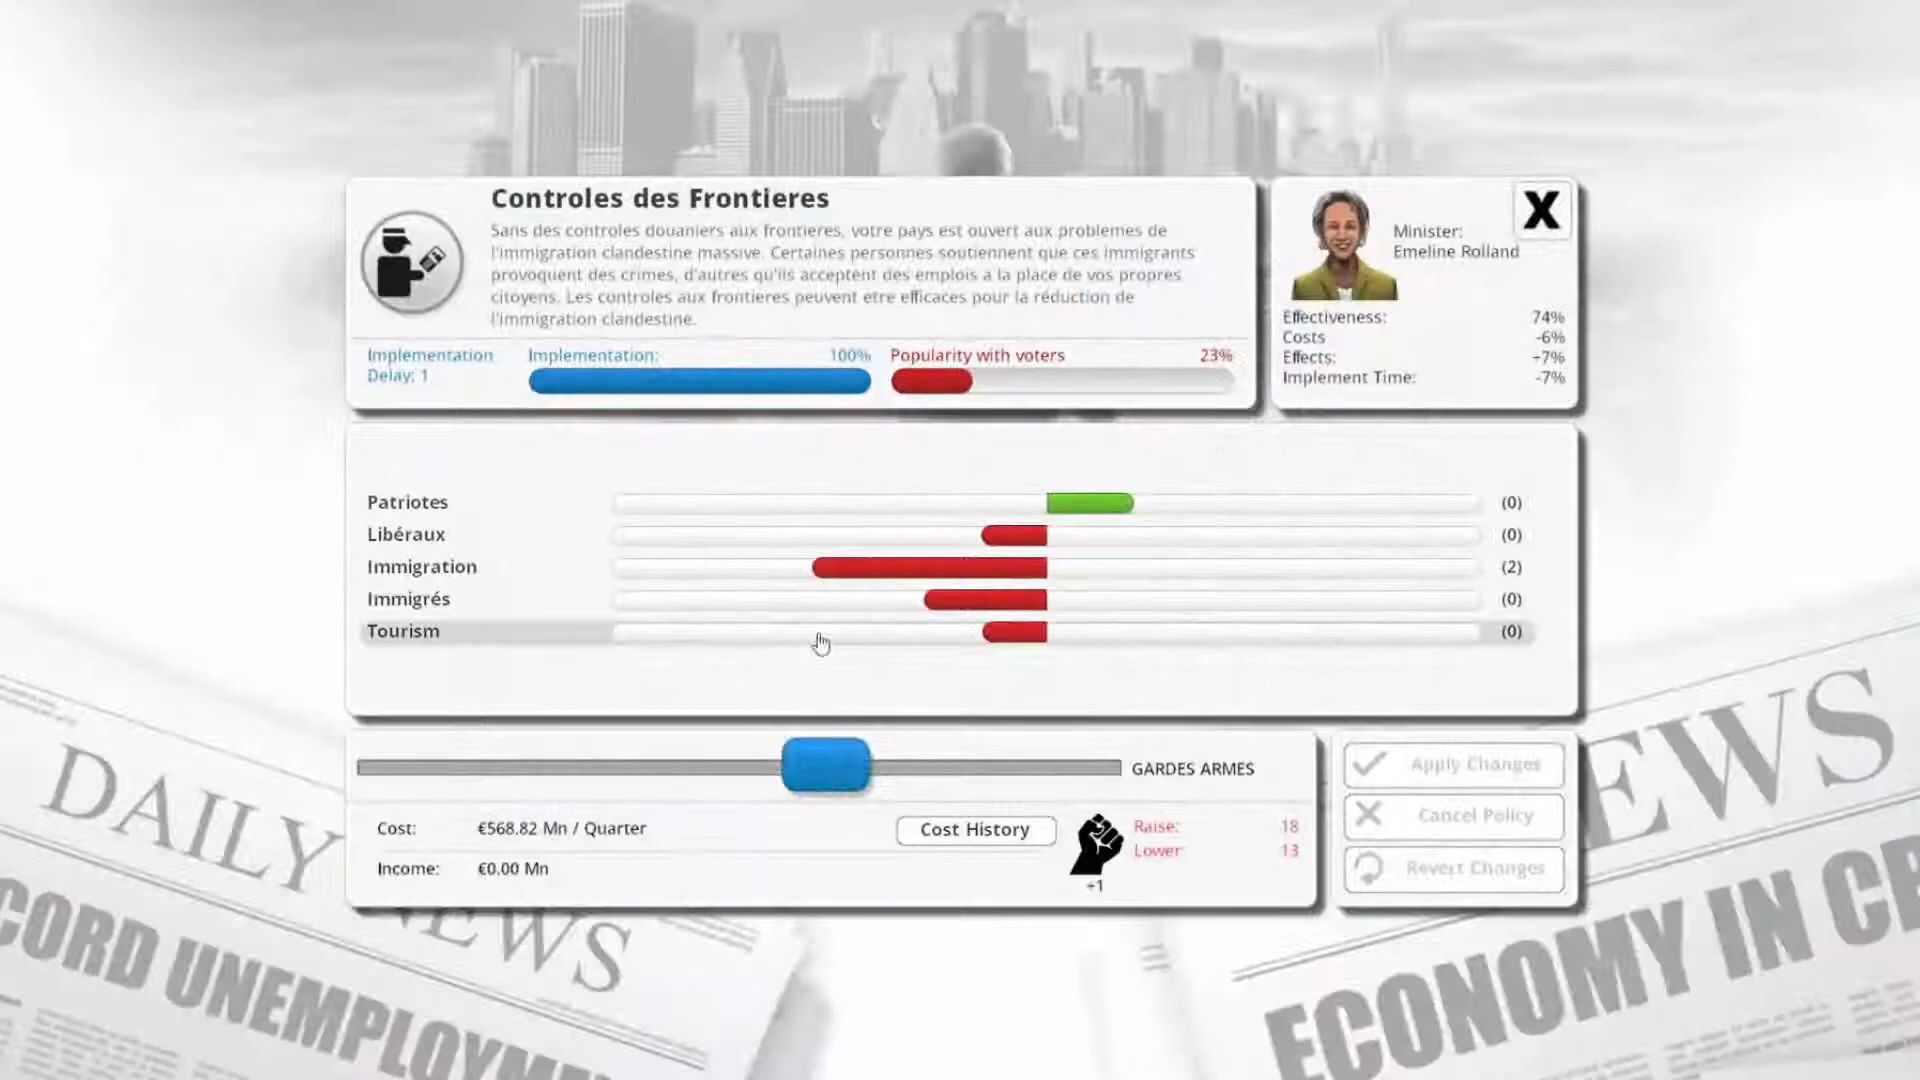 Controles des Frontieres
Sans des controles douaniers aux frontieres, votre pays est ouvert aux problemes de
l'immigration clandestine massive. Certaines personnes soutiennent que ces immigrants
provoquent des crimes, d'autres qu'ils acceptent des emplois a la place de vos propres
citoyens. Les controles aux frontieres peuvent etre efficaces pour la réduction de
l'immigration clandestine.
Implementation
Delay: 1
Implementation: 100%
Popularity with voters 23%
X
Minister:
Emeline Rolland
Effectiveness: 74%
Costs -6%
Effects: +7%
Implement Time: -7%
Patriotes (0)
Libéraux (0)
Immigration (2)
Immigrés (0)
Tourism (0)
GARDES ARMES
Cost: €568.82 Mn / Quarter
Cost History
Income: €0.00 Mn
+1
Raise: 18
Lower: 13
Apply Changes
Cancel Policy
Revert Changes
DAILY NEWS
CORD UNEMPLOYME
EWS
ECONOMY IN CR